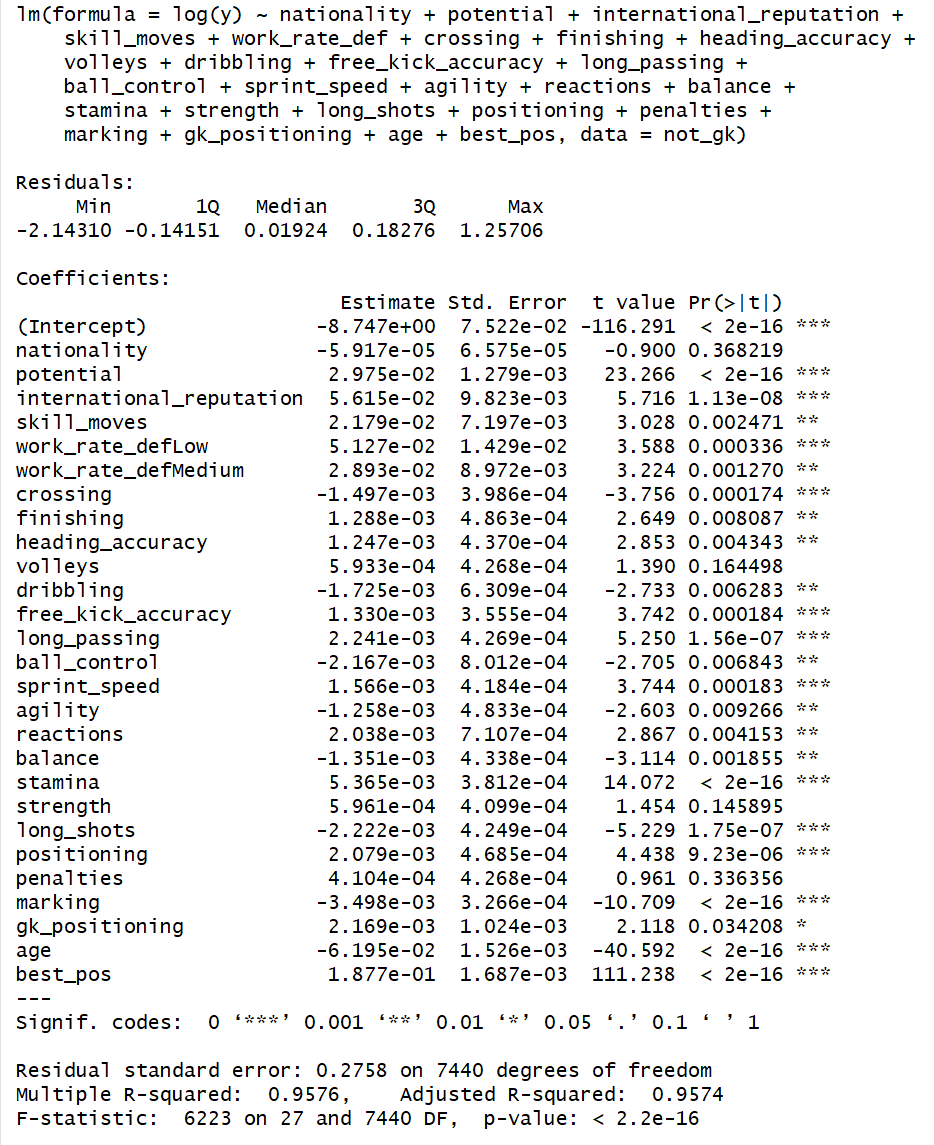 lm(formula = log(y) ~ nationality + potential + international_reputation +
    skill_moves + work_rate_def + crossing + finishing + heading_accuracy +
    volleys + dribbling + free_kick_accuracy + long_passing +
    ball_control + sprint_speed + agility + reactions + balance +
    stamina + strength + long_shots + positioning + penalties +
    marking + gk_positioning + age + best_pos, data = not_gk)

Residuals:
     Min       1Q   Median       3Q      Max
-2.14310 -0.14151  0.01924  0.18276  1.25706

Coefficients:
                           Estimate Std. Error  t value Pr(>|t|)
(Intercept)              -8.747e+00  7.522e-02 -116.291  < 2e-16 ***
nationality              -5.917e-05  6.575e-05   -0.900 0.368219
potential                 2.975e-02  1.279e-03   23.266  < 2e-16 ***
international_reputation  5.615e-02  9.823e-03    5.716 1.13e-08 ***
skill_moves               2.179e-02  7.197e-03    3.028 0.002471 **
work_rate_defLow          5.127e-02  1.429e-02    3.588 0.000336 ***
work_rate_defMedium       2.893e-02  8.972e-03    3.224 0.001270 **
crossing                 -1.497e-03  3.986e-04   -3.756 0.000174 ***
finishing                 1.288e-03  4.863e-04    2.649 0.008087 **
heading_accuracy          1.247e-03  4.370e-04    2.853 0.004343 **
volleys                   5.933e-04  4.268e-04    1.390 0.164498
dribbling                -1.725e-03  6.309e-04   -2.733 0.006283 **
free_kick_accuracy        1.330e-03  3.555e-04    3.742 0.000184 ***
long_passing              2.241e-03  4.269e-04    5.250 1.56e-07 ***
ball_control             -2.167e-03  8.012e-04   -2.705 0.006843 **
sprint_speed              1.566e-03  4.184e-04    3.744 0.000183 ***
agility                  -1.258e-03  4.833e-04   -2.603 0.009266 **
reactions                 2.038e-03  7.107e-04    2.867 0.004153 **
balance                  -1.351e-03  4.338e-04   -3.114 0.001855 **
stamina                   5.365e-03  3.812e-04   14.072  < 2e-16 ***
strength                  5.961e-04  4.099e-04    1.454 0.145895
long_shots               -2.222e-03  4.249e-04   -5.229 1.75e-07 ***
positioning               2.079e-03  4.685e-04    4.438 9.23e-06 ***
penalties                 4.104e-04  4.268e-04    0.961 0.336356
marking                  -3.498e-03  3.266e-04  -10.709  < 2e-16 ***
gk_positioning            2.169e-03  1.024e-03    2.118 0.034208 *
age                      -6.195e-02  1.526e-03  -40.592  < 2e-16 ***
best_pos                  1.877e-01  1.687e-03  111.238  < 2e-16 ***
---
Signif. codes:  0 ‘***’ 0.001 ‘**’ 0.01 ‘*’ 0.05 ‘.’ 0.1 ‘ ’ 1

Residual standard error: 0.2758 on 7440 degrees of freedom
Multiple R-squared:  0.9576,    Adjusted R-squared:  0.9574
F-statistic:  6223 on 27 and 7440 DF,  p-value: < 2.2e-16